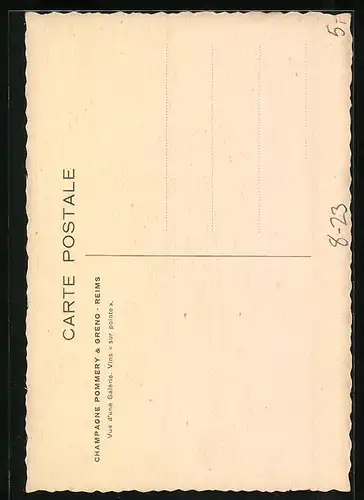 CARTE POSTALE
CHAMPAGNE POMMERY & GRENO - REIMS
Vue d'une Galerie. Vins « sur pointe ».
5.-
8-23